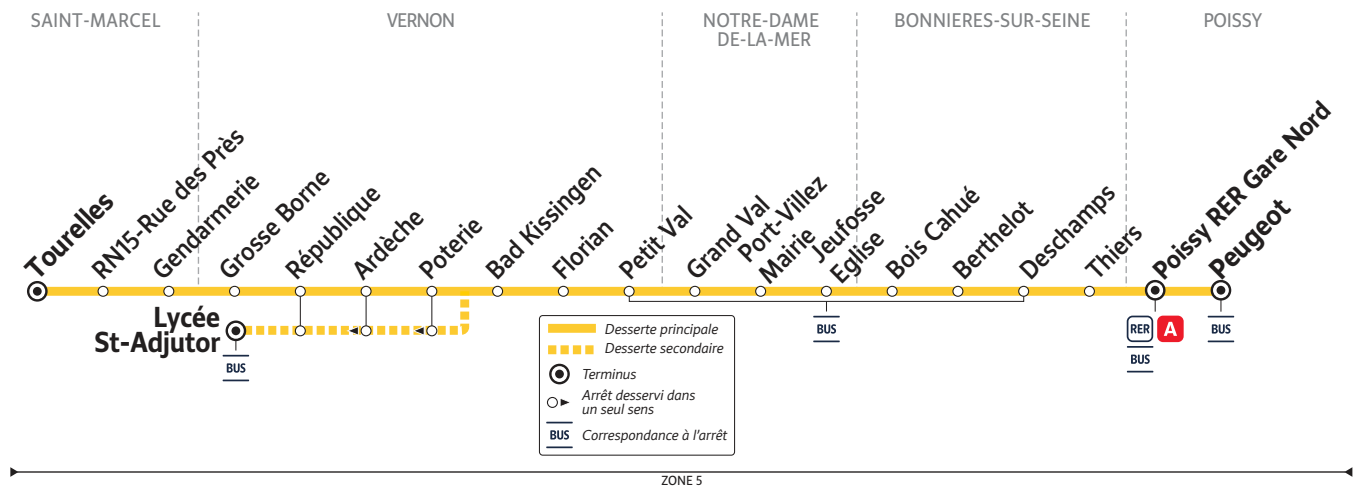 SAINT-MARCEL
VERNON
NOTRE-DAME
DE-LA-MER
BONNIERES-SUR-SEINE
POISSY
Tourelles
RN15-Rue des Près
Gendarmerie
Grosse Borne
République
Ardèche
Poterie
Bad Kissingen
Florian
Petit Val
Grand Val
Port-Villez
Mairie
Jeufosse
Eglise
Bois Cahué
Berthelot
Deschamps
Thiers
Poissy RER Gare Nord
Peugeot
Lycée
St-Adjutor
BUS
BUS
RER A
BUS
BUS
Desserte principale
Desserte secondaire
Terminus
Arrêt desservi dans
un seul sens
BUS Correspondance à l'arrêt
ZONE 5